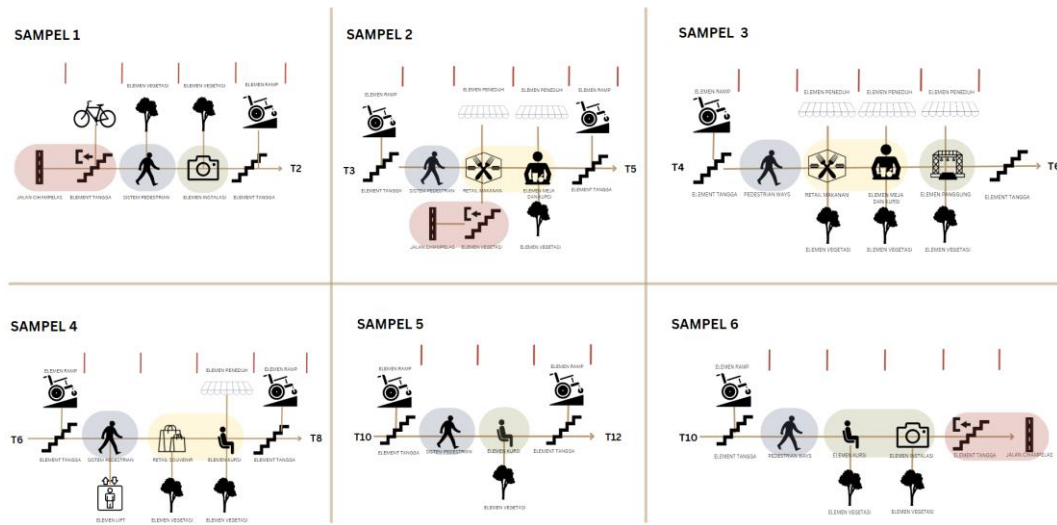 SAMPEL 1
ELEMEN VEGETASI
ELEMEN VEGETASI
ELEMEN RAMP
T2
JALAN CIHAMPELAS
ELEMENT TANGGA
SISTEM PEDESTRIAN
ELEMEN INSTALASI
ELEMENT TANGGA
SAMPEL 2
ELEMEN RAMP
ELEMEN PENEDUH
ELEMEN PENEDUH
ELEMEN RAMP
T3
T5
ELEMENT TANGGA
SISTEM PEDESTRIAN
RETAIL MAKANAN
ELEMEN MEJA
DAN KURSI
ELEMENT TANGGA
JALAN CIHAMPELAS
ELEMEN VEGETASI
ELEMEN VEGETASI
SAMPEL 3
ELEMEN RAMP
ELEMEN PENEDUH
ELEMEN PENEDUH
ELEMEN PENEDUH
T4
T6
ELEMENT TANGGA
PEDESTRIAN WAYS
RETAIL MAKANAN
ELEMEN MEJA
DAN KURSI
ELEMEN PANGGUNG
ELEMENT TANGGA
ELEMEN VEGETASI
ELEMEN VEGETASI
ELEMEN VEGETASI
SAMPEL 4
ELEMEN RAMP
ELEMEN PENEDUH
ELEMEN RAMP
T6
T8
ELEMENT TANGGA
SISTEM PEDESTRIAN
RETAIL SOUVENIR
ELEMEN KURSI
ELEMENT TANGGA
ELEMEN LIFT
ELEMEN VEGETASI
ELEMEN VEGETASI
SAMPEL 5
ELEMEN RAMP
ELEMEN RAMP
T10
T12
ELEMENT TANGGA
SISTEM PEDESTRIAN
ELEMEN KURSI
ELEMENT TANGGA
ELEMEN VEGETASI
SAMPEL 6
ELEMEN RAMP
T10
ELEMENT TANGGA
PEDESTRIAN WAYS
ELEMEN KURSI
ELEMEN INSTALASI
ELEMENT TANGGA
JALAN CIHAMPELAS
ELEMEN VEGETASI
ELEMEN VEGETASI